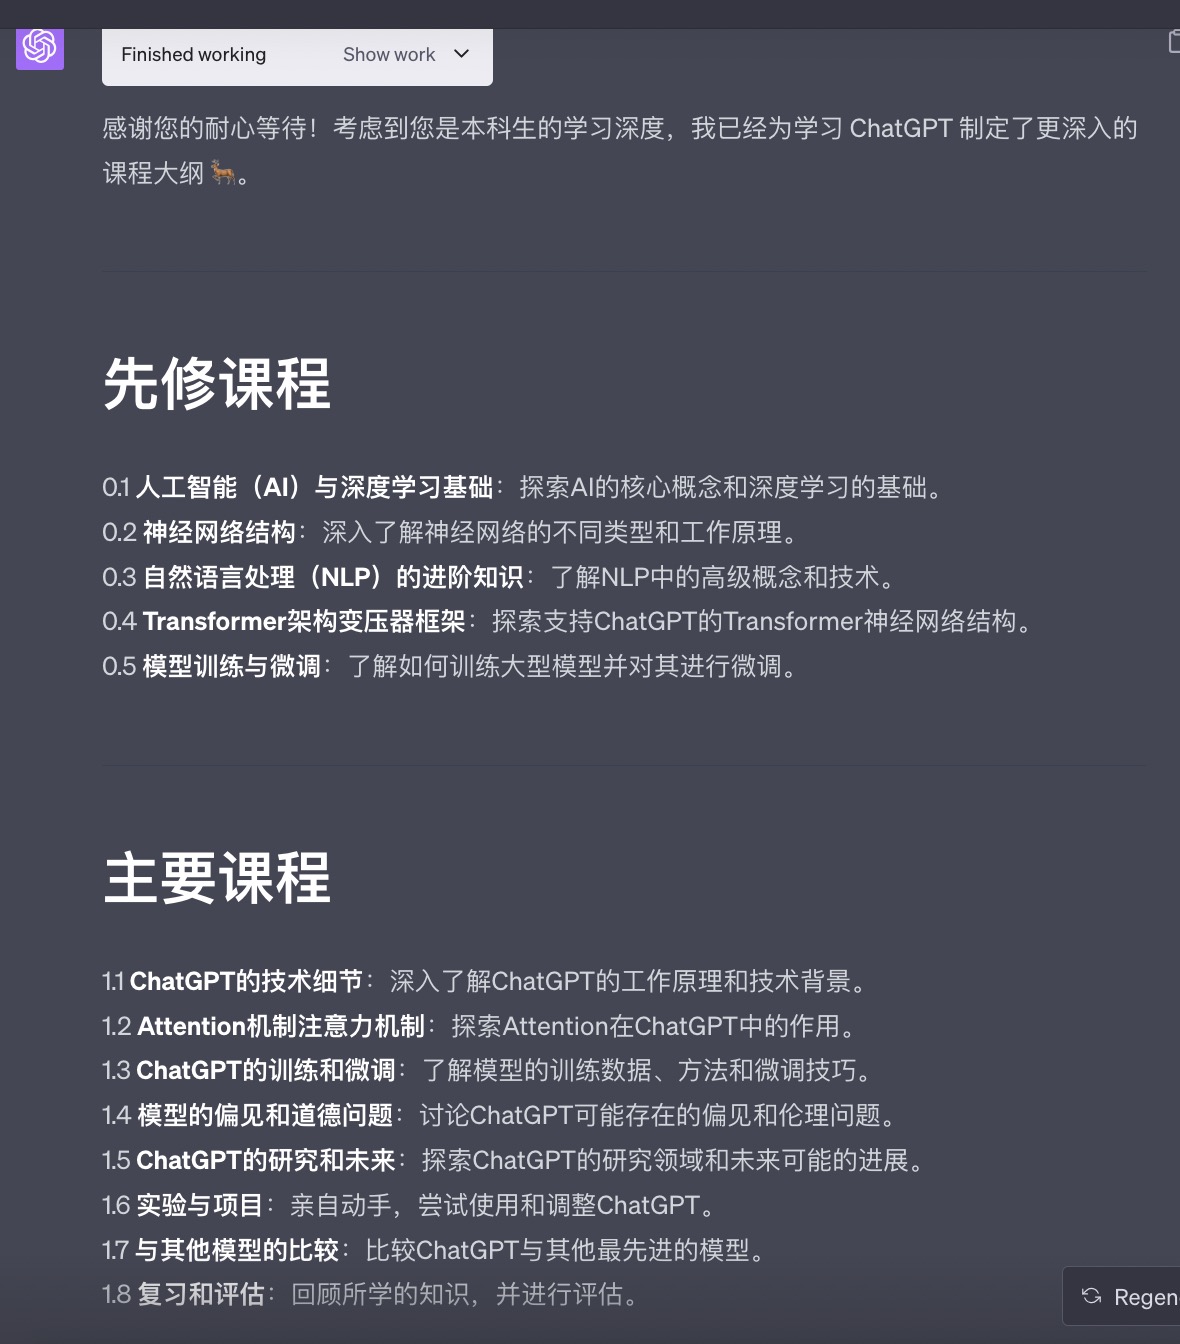 Finished working Show work
感谢您的耐心等待！考虑到您是本科生的学习深度，我已经为学习 ChatGPT 制定了更深入的
课程大纲🦌。
先修课程
0.1 人工智能（AI）与深度学习基础：探索AI的核心概念和深度学习的基础。
0.2 神经网络结构：深入了解神经网络的不同类型和工作原理。
0.3 自然语言处理（NLP）的进阶知识：了解NLP中的高级概念和技术。
0.4 Transformer架构变压器框架：探索支持ChatGPT的Transformer神经网络结构。
0.5 模型训练与微调：了解如何训练大型模型并对其进行微调。
主要课程
1.1 ChatGPT的技术细节：深入了解ChatGPT的工作原理和技术背景。
1.2 Attention机制注意力机制：探索Attention在ChatGPT中的作用。
1.3 ChatGPT的训练和微调：了解模型的训练数据、方法和微调技巧。
1.4 模型的偏见和道德问题：讨论ChatGPT可能存在的偏见和伦理问题。
1.5 ChatGPT的研究和未来：探索ChatGPT的研究领域和未来可能的进展。
1.6 实验与项目：亲自动手，尝试使用和调整ChatGPT。
1.7 与其他模型的比较：比较ChatGPT与其他最先进的模型。
1.8 复习和评估：回顾所学的知识，并进行评估。
Regen